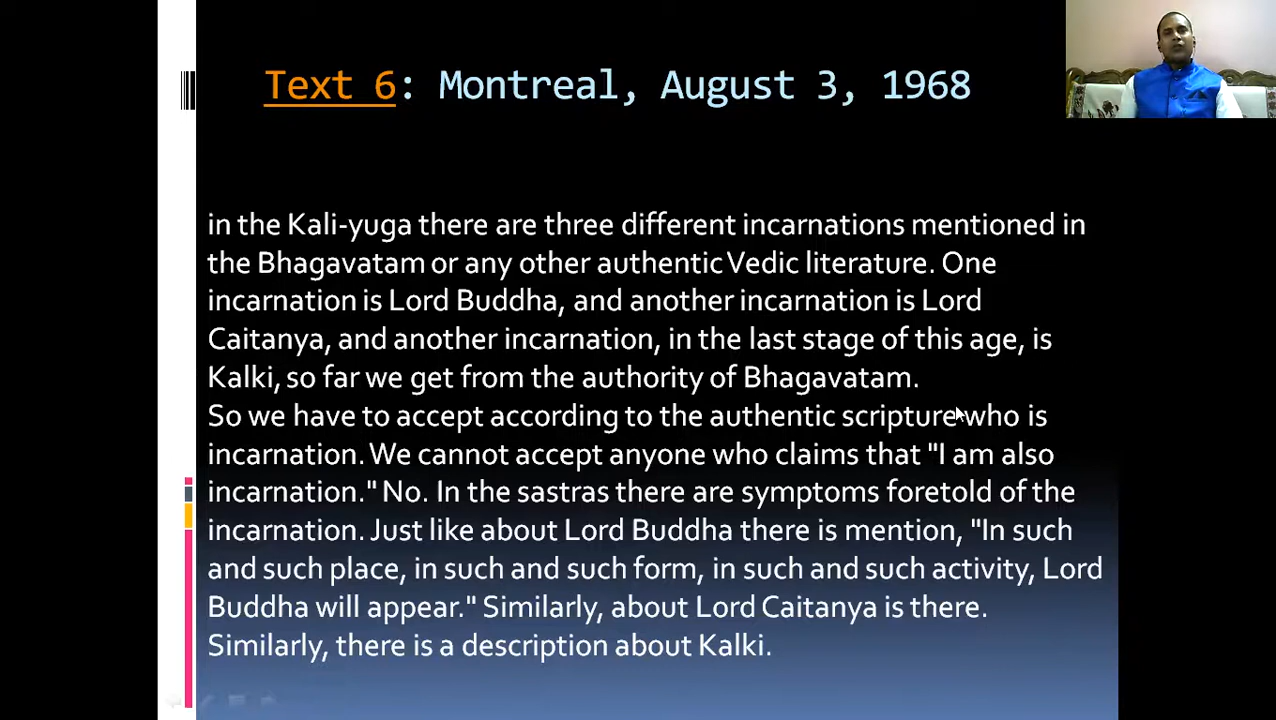 Text 6: Montreal, August 3, 1968
in the Kali-yuga there are three different incarnations mentioned in
the Bhagavatam or any other authentic Vedic literature. One
incarnation is Lord Buddha, and another incarnation is Lord
Caitanya, and another incarnation, in the last stage of this age, is
Kalki, so far we get from the authority of Bhagavatam.
So we have to accept according to the authentic scripture who is
incarnation. We cannot accept anyone who claims that "I am also
incarnation." No. In the sastras there are symptoms foretold of the
incarnation. Just like about Lord Buddha there is mention, "In such
and such place, in such and such form, in such and such activity, Lord
Buddha will appear." Similarly, about Lord Caitanya is there.
Similarly, there is a description about Kalki.